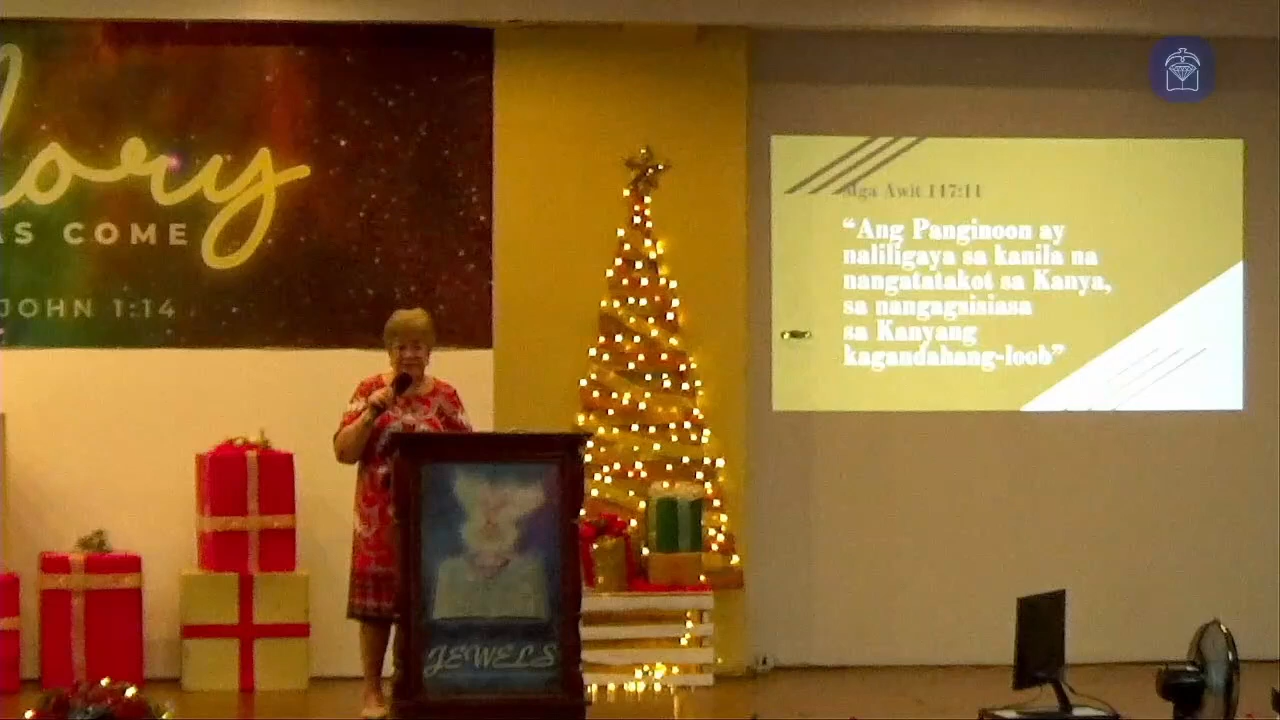 ory
AS COME
JOHN 1:14
Mga Awit 147:11
“Ang Panginoon ay
naliligaya sa kanila na
nangatatakot sa Kanya,
sa nangagsisiasa
sa Kanyang
kagandahang-loob”
JEWELS